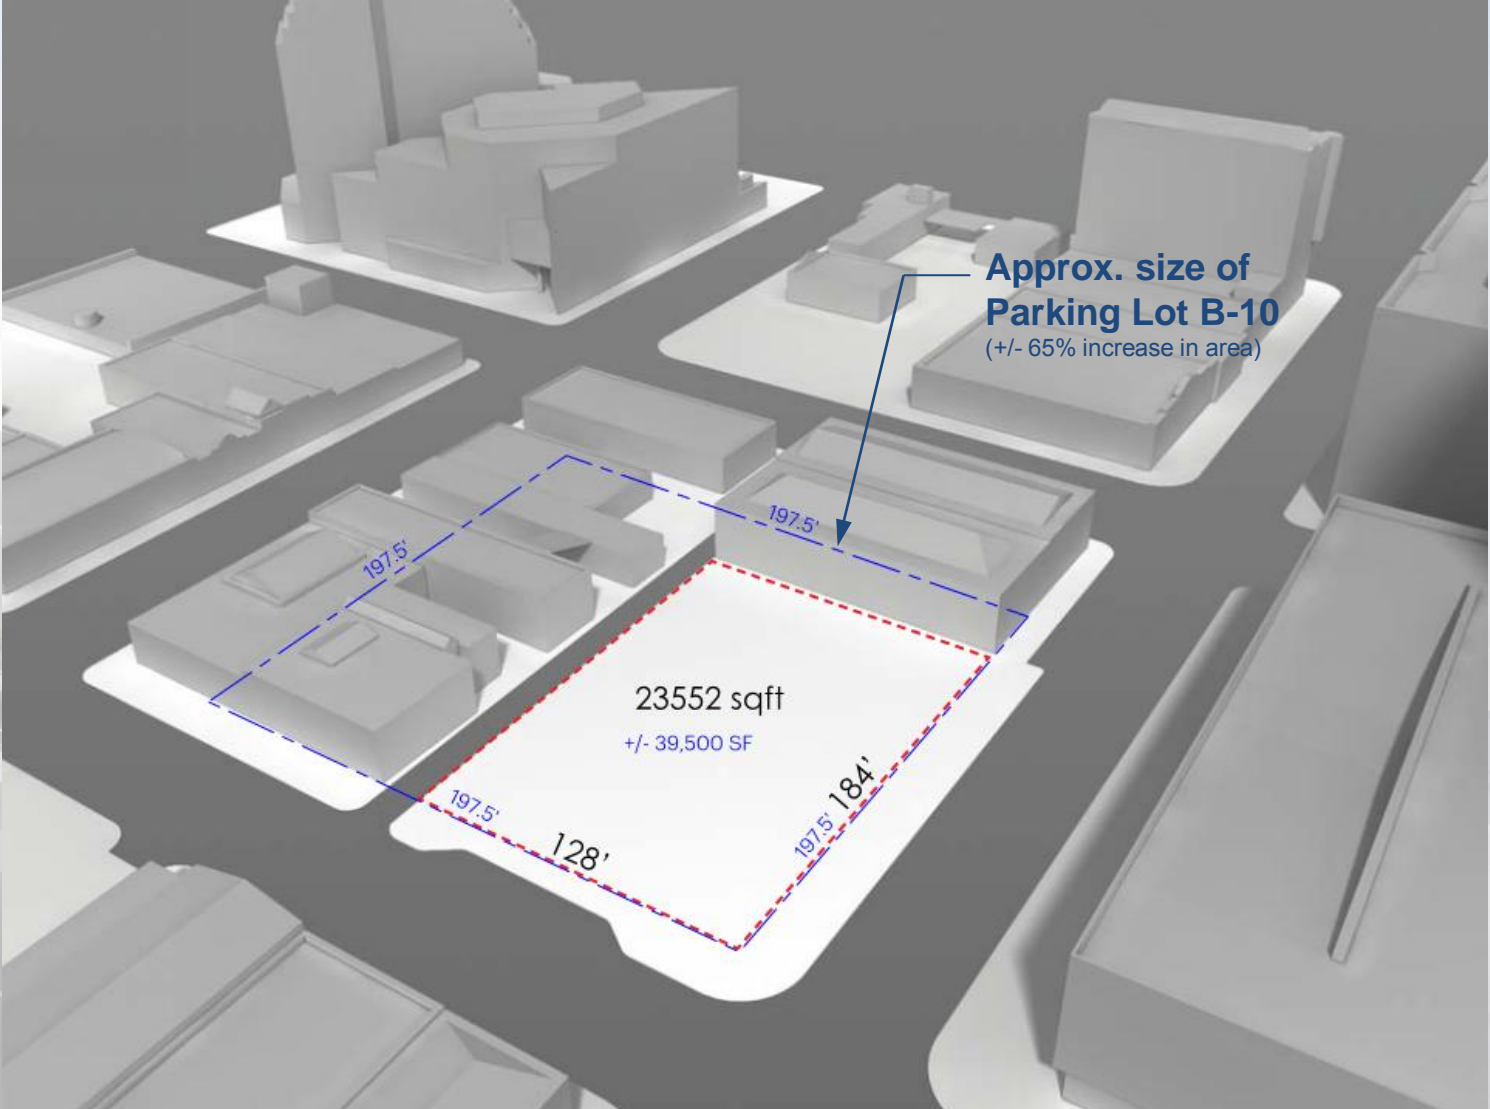 Approx. size of
Parking Lot B-10
(+/- 65% increase in area)
197.5'
197.5'
23552 sqft
+/- 39,500 SF
184'
197.5'
197.5'
128'